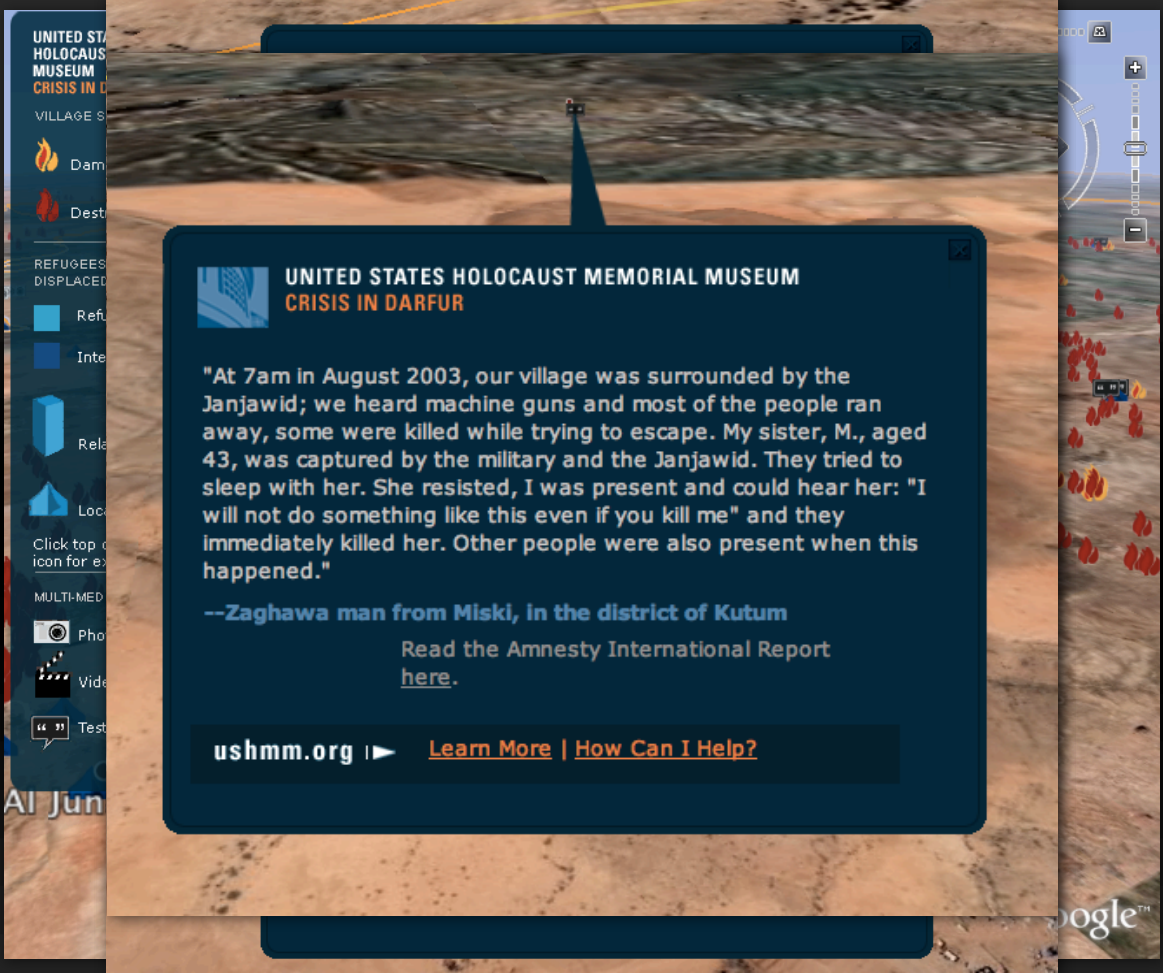 UNITED
HOLOCAUS
MUSEUM
CRISIS IN
VILLAGE
Dam
Dest
REFUGEES
DISPLACED
Refu
Inte
Rela
Loca
Click top
icon for ex
MULTI-MED
Pho
Vide
Test
Al Jun
UNITED STATES HOLOCAUST MEMORIAL MUSEUM
CRISIS IN DARFUR
"At 7am in August 2003, our village was surrounded by the
Janjawid; we heard machine guns and most of the people ran
away, some were killed while trying to escape. My sister, M., aged
43, was captured by the military and the Janjawid. They tried to
sleep with her. She resisted, I was present and could hear her: "I
will not do something like this even if you kill me" and they
immediately killed her. Other people were also present when this
happened."
--Zaghawa man from Miski, in the district of Kutum
Read the Amnesty International Report
here.
ushmm.org Learn More | How Can I Help?
oogle™